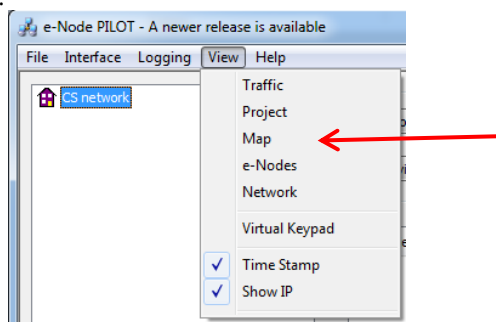 e-Node PILOT - A newer release is available
File Interface Logging View Help
CS network
Traffic
Project
Map
e-Nodes
Network
Virtual Keypad
Time Stamp
Show IP